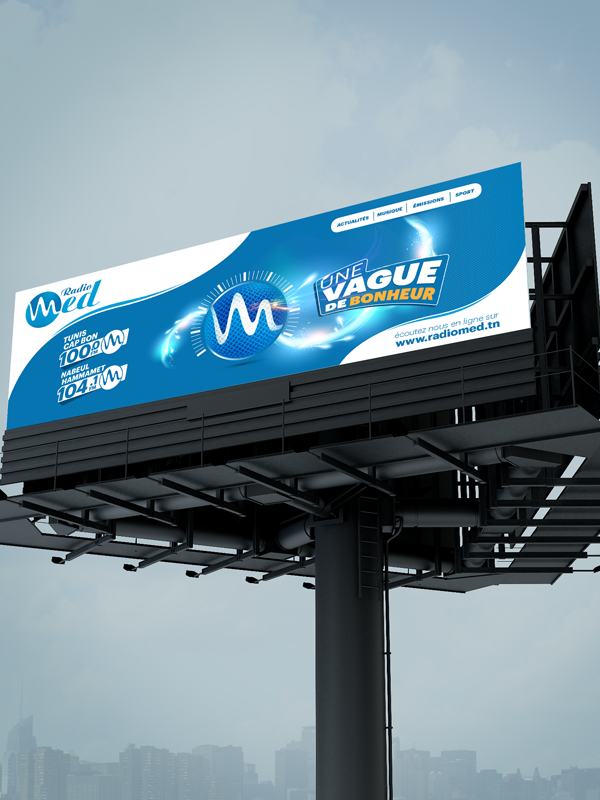 Radio
Med
TUNIS
CAP BON
100.0
NABEUL
HAMMAMET
104.1
ACTUALITÉS MUSIQUE ÉMISSIONS SPORT
UNE
VAGUE
DE BONHEUR
écoutez nous en ligne sur
www.radiomed.tn